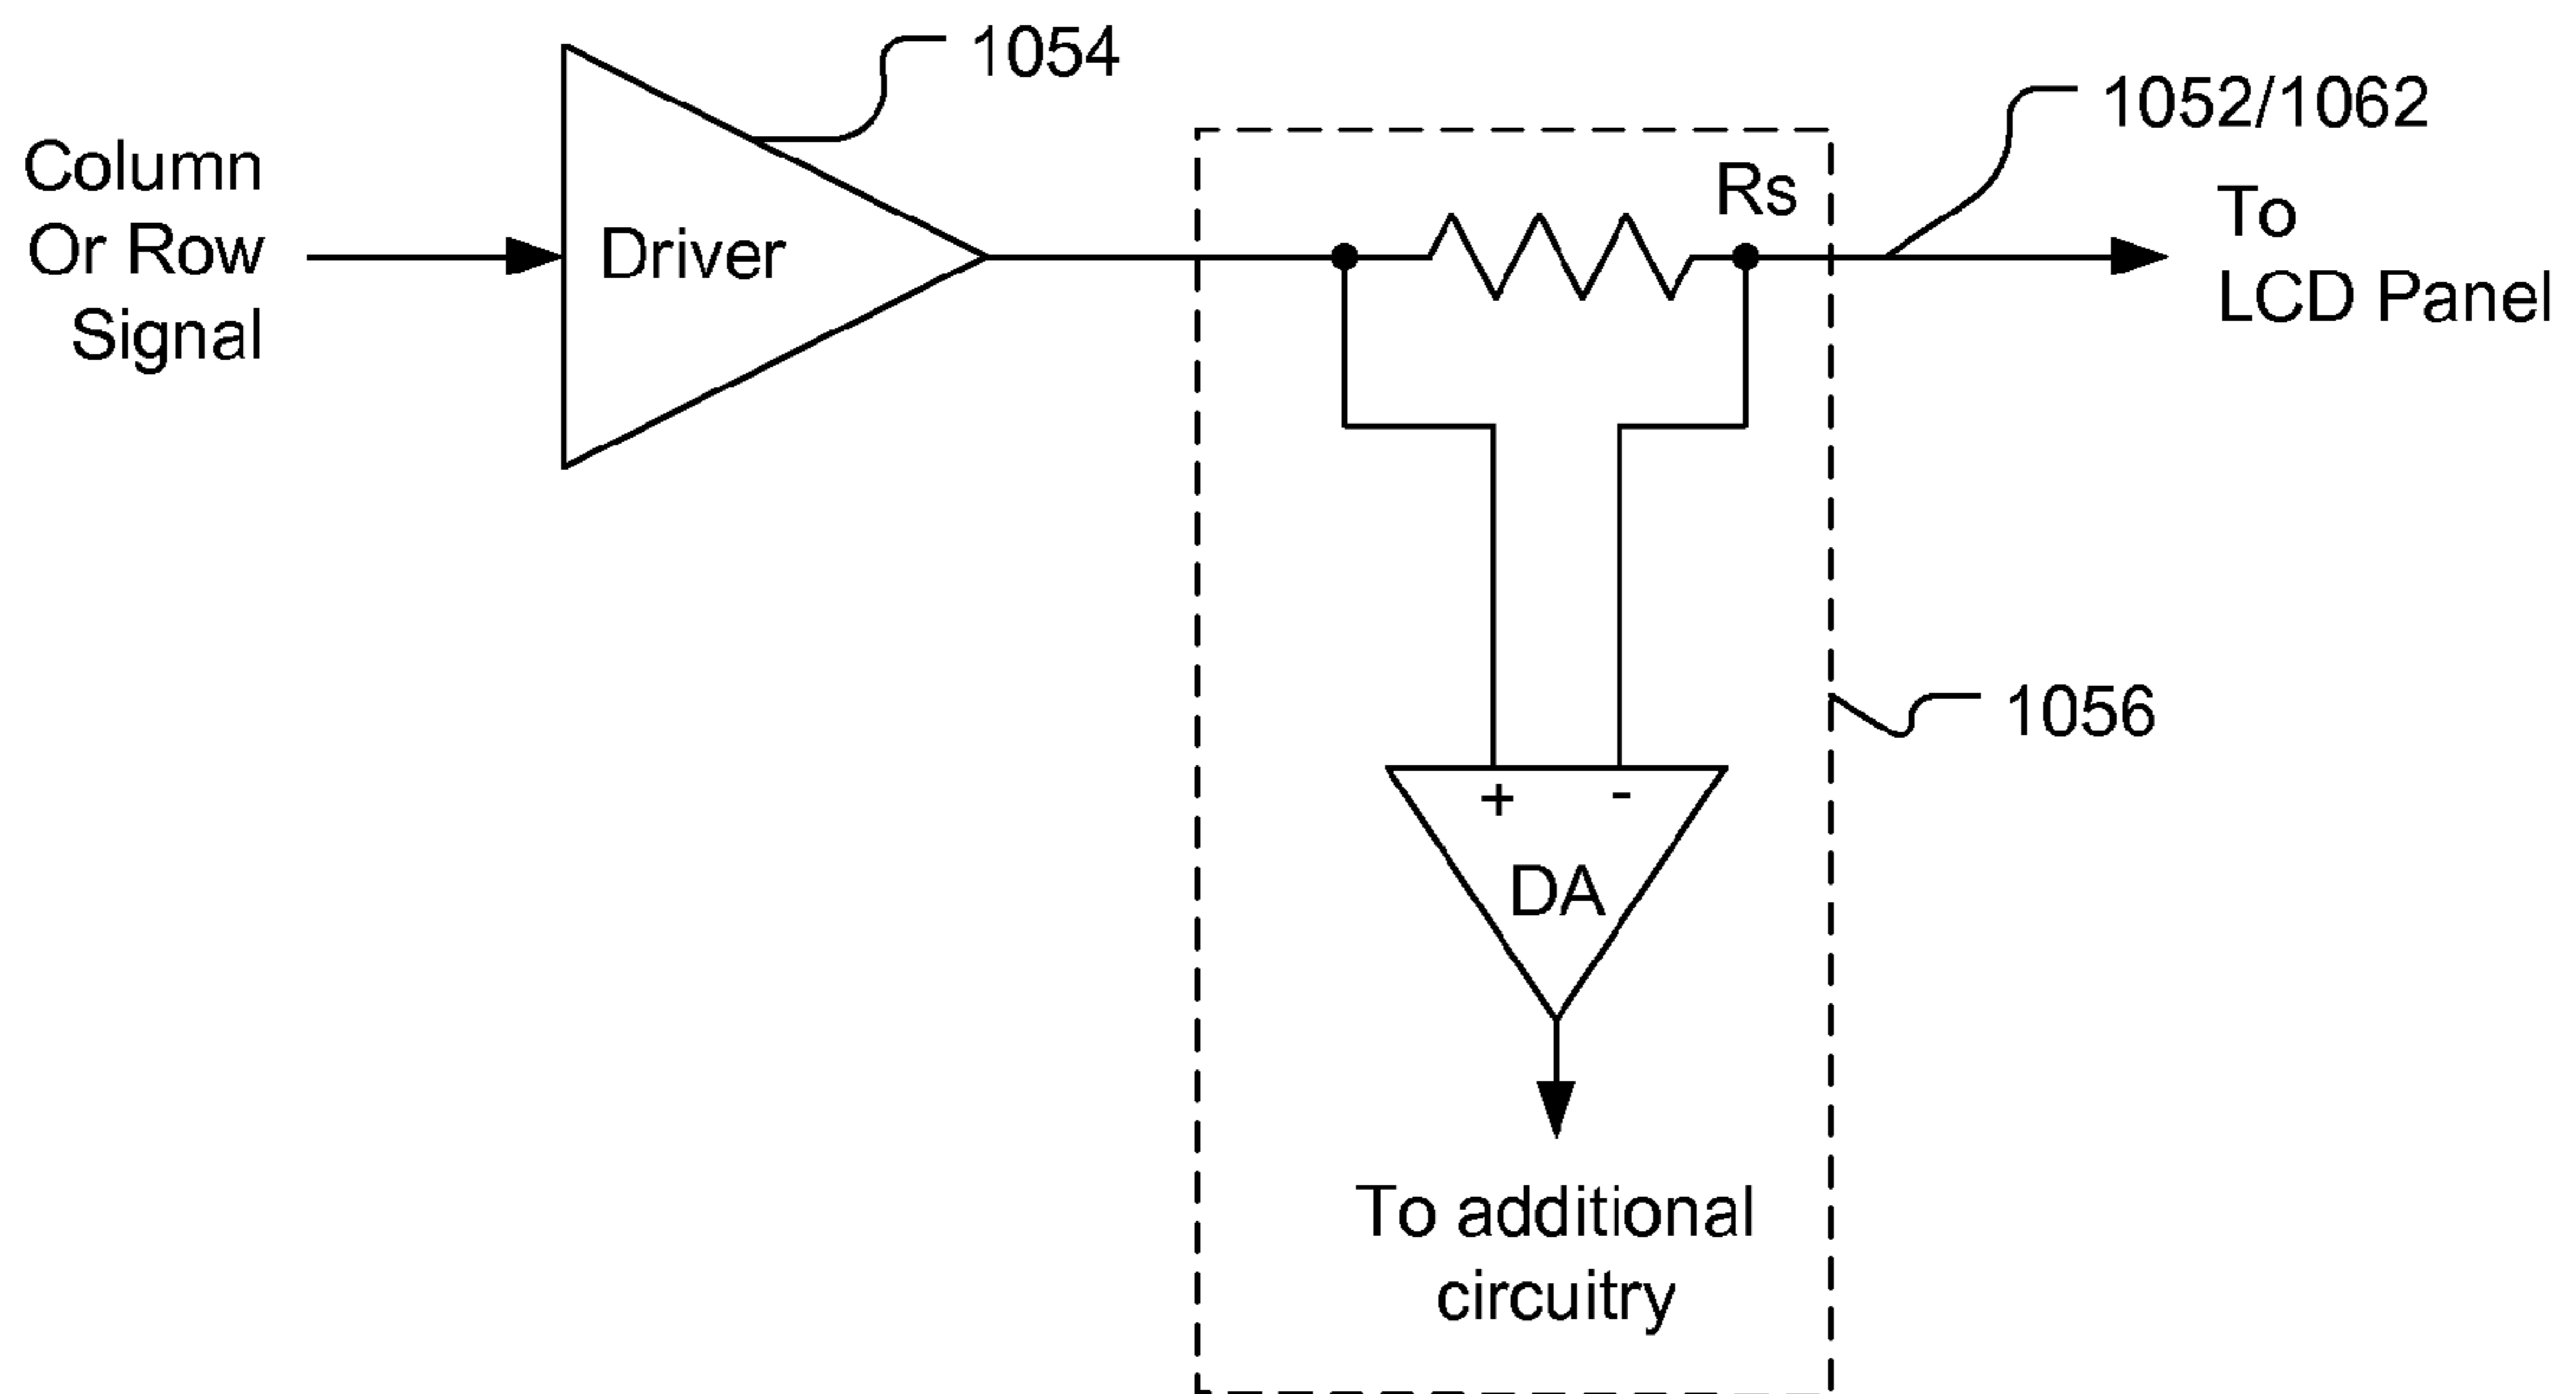 1054
1052/1062
Column
Or Row
Signal
Driver
Rs
To
LCD Panel
1056
+ -
DA
To additional
circuitry